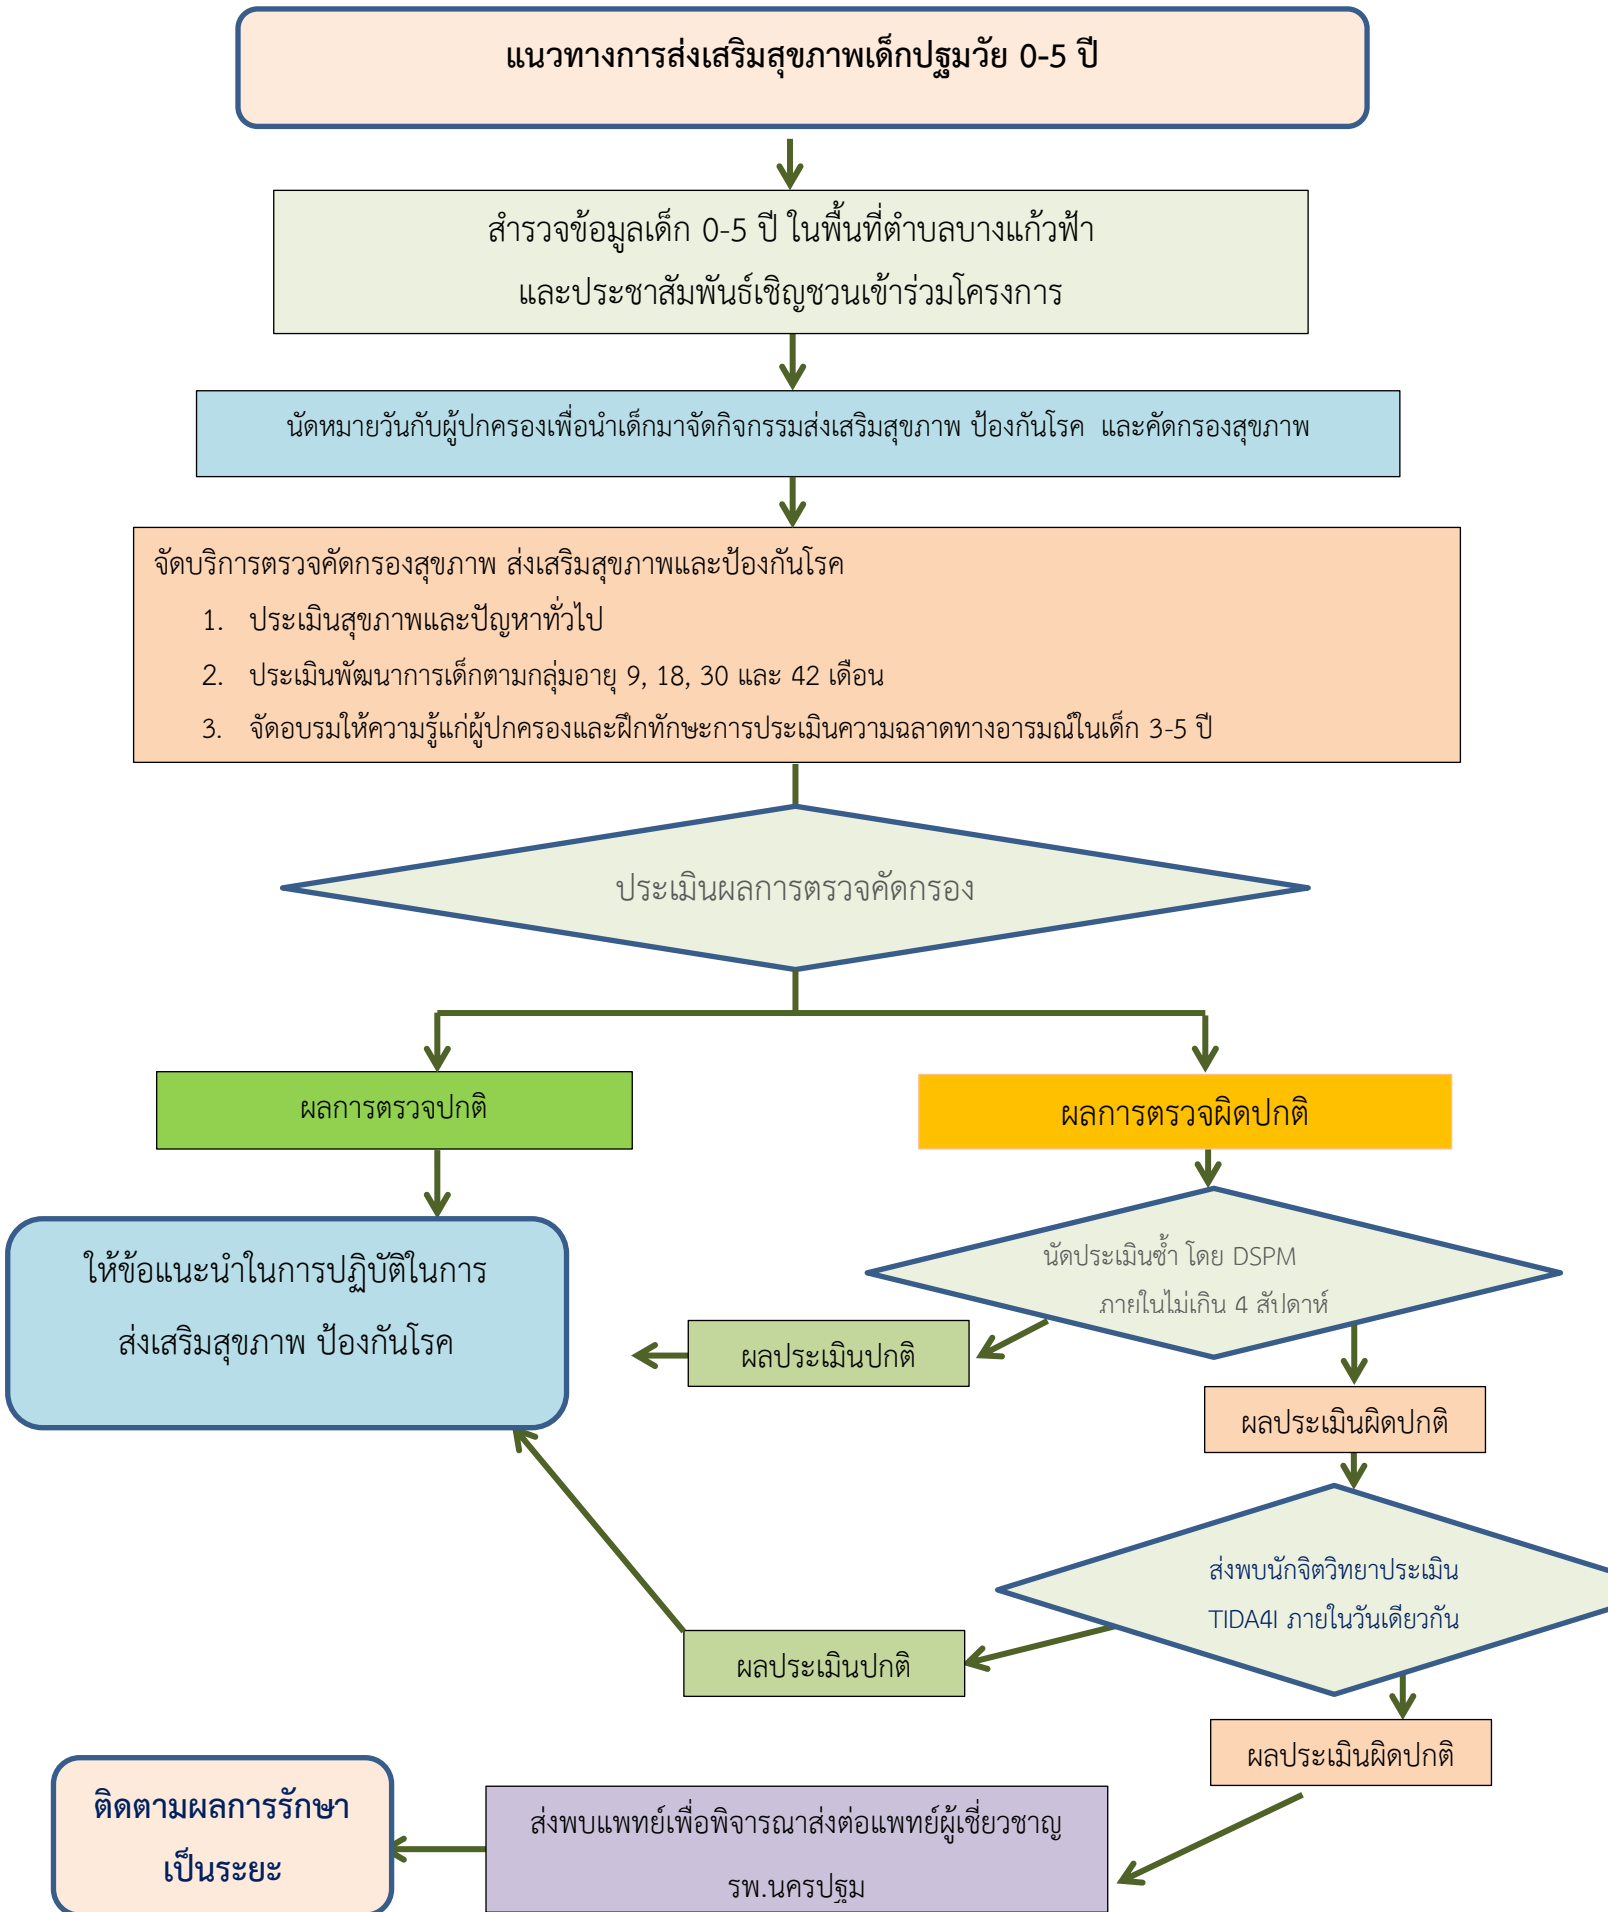 แนวทางการส่งเสริมสุขภาพเด็กปฐมวัย 0-5 ปี
สำรวจข้อมูลเด็ก 0-5 ปี ในพื้นที่ตำบลบางแก้วฟ้า
และประชาสัมพันธ์เชิญชวนเข้าร่วมโครงการ
นัดหมายวันกับผู้ปกครองเพื่อนำเด็กมาจัดกิจกรรมส่งเสริมสุขภาพ ป้องกันโรค และคัดกรองสุขภาพ
จัดบริการตรวจคัดกรองสุขภาพ ส่งเสริมสุขภาพและป้องกันโรค
1. ประเมินสุขภาพและปัญหาทั่วไป
2. ประเมินพัฒนาการเด็กตามกลุ่มอายุ 9, 18, 30 และ 42 เดือน
3. จัดอบรมให้ความรู้แก่ผู้ปกครองและฝึกทักษะการประเมินความฉลาดทางอารมณ์ในเด็ก 3-5 ปี
ประเมินผลการตรวจคัดกรอง
ผลการตรวจปกติ
ผลการตรวจผิดปกติ
ให้ข้อแนะนำในการปฏิบัติในการ
ส่งเสริมสุขภาพ ป้องกันโรค
นัดประเมินซ้ำ โดย DSPM
ภายในไม่เกิน 4 สัปดาห์
ผลประเมินปกติ
ผลประเมินผิดปกติ
ส่งพบนักจิตวิทยาประเมิน
TIDA4I ภายในวันเดียวกัน
ผลประเมินปกติ
ผลประเมินผิดปกติ
ส่งพบแพทย์เพื่อพิจารณาส่งต่อแพทย์ผู้เชี่ยวชาญ
รพ.นครปฐม
ติดตามผลการรักษา
เป็นระยะ